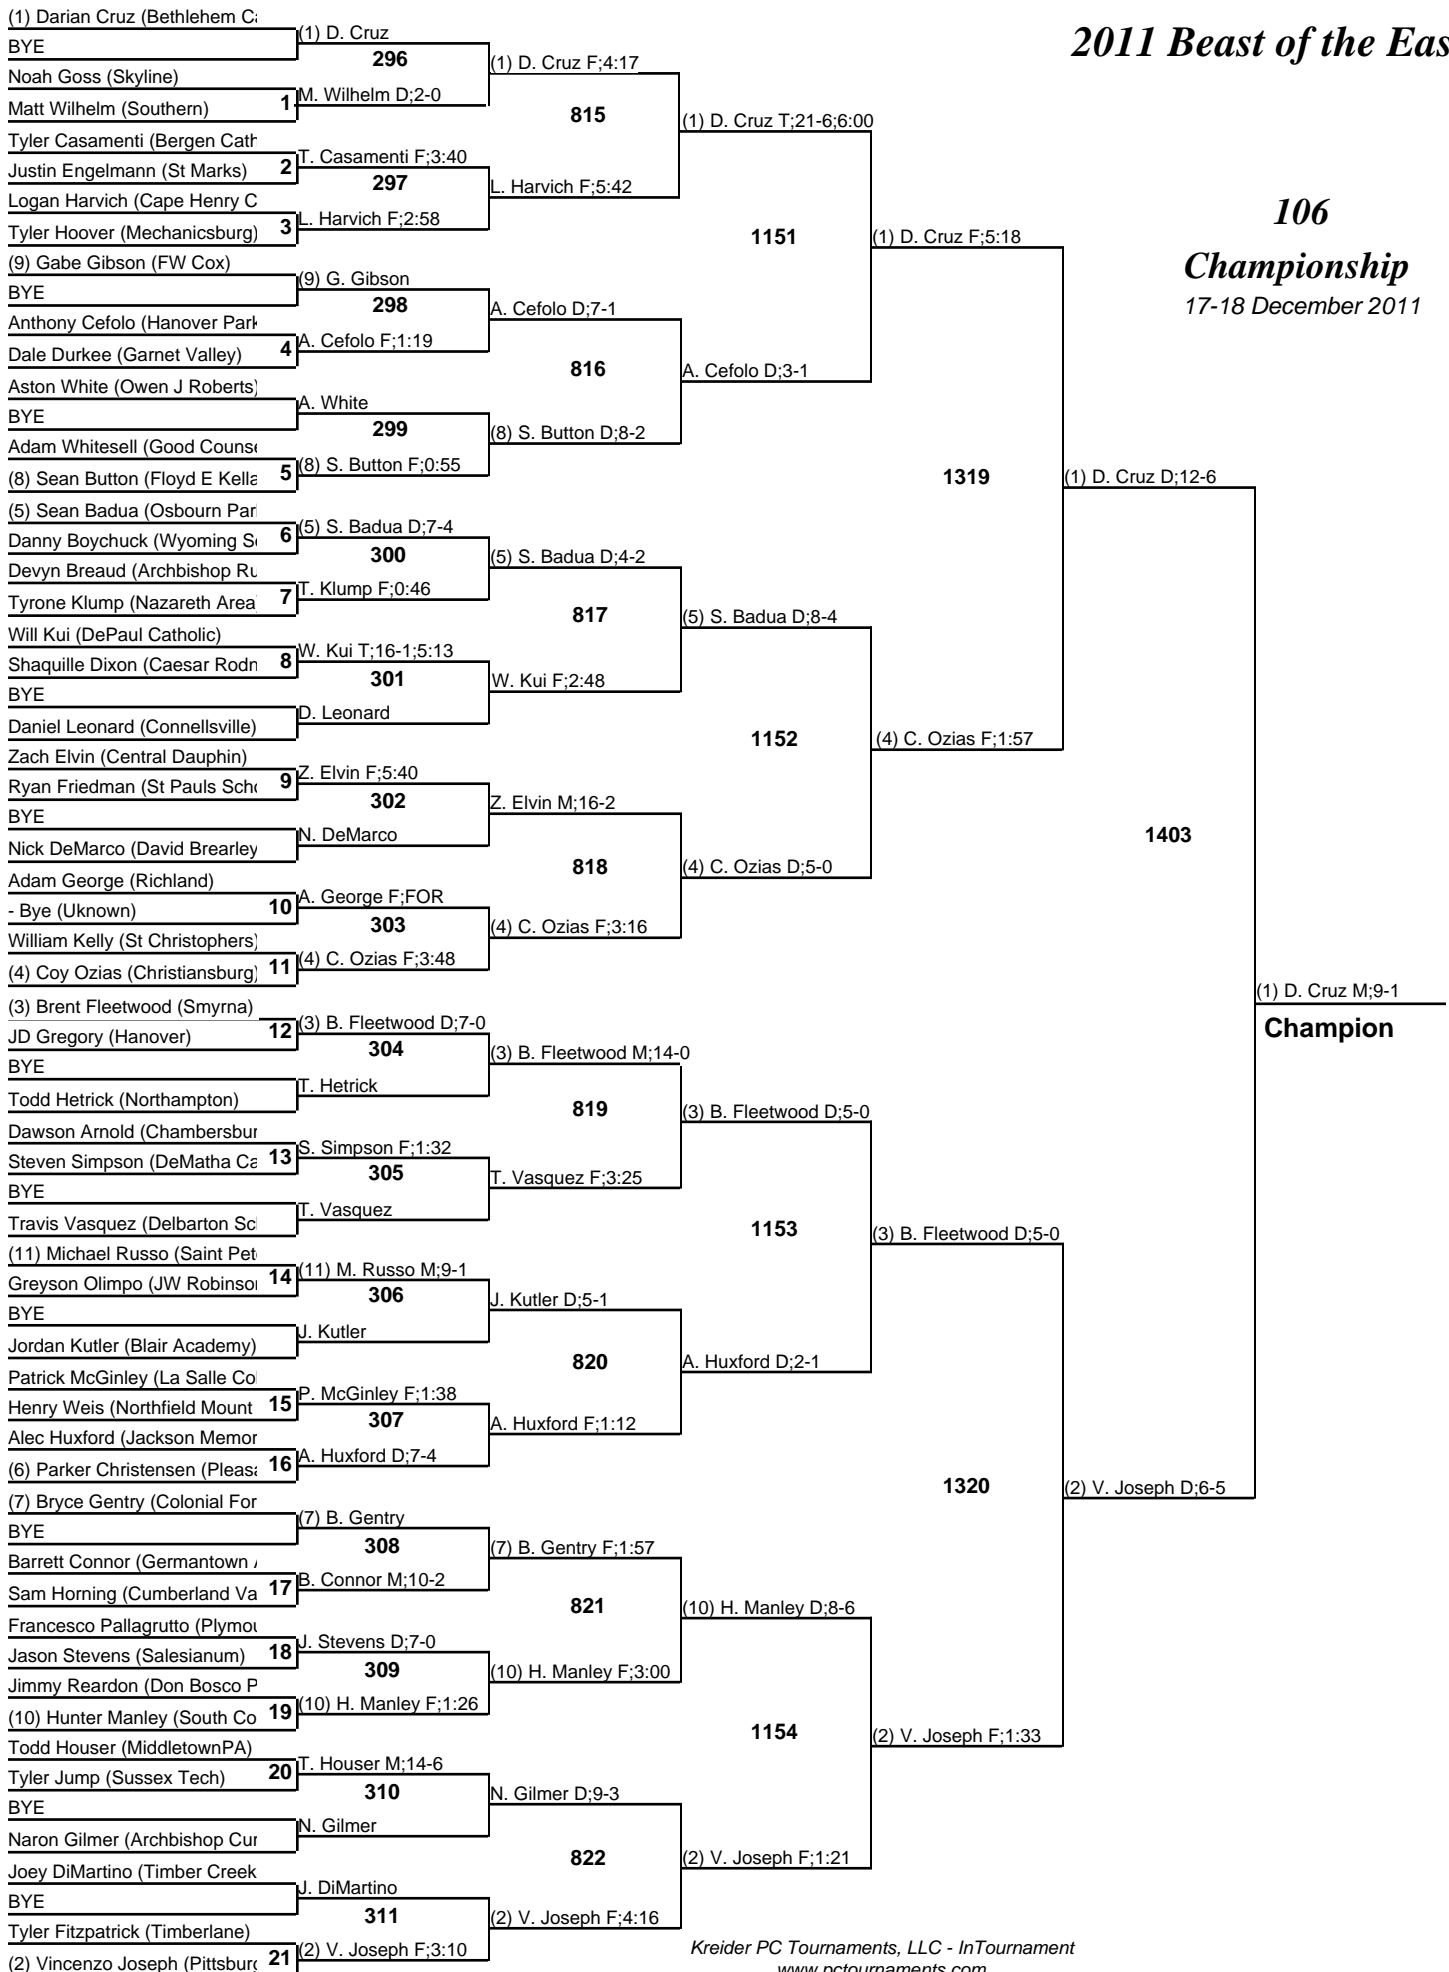 2011 Beast of the Eas
106
Championship
17-18 December 2011
(1) Darian Cruz (Bethlehem Ca
BYE
Noah Goss (Skyline)
Matt Wilhelm (Southern) 1
Tyler Casamenti (Bergen Cath
Justin Engelmann (St Marks) 2
Logan Harvich (Cape Henry C
Tyler Hoover (Mechanicsburg) 3
(9) Gabe Gibson (FW Cox)
BYE
Anthony Cefolo (Hanover Park
Dale Durkee (Garnet Valley) 4
Aston White (Owen J Roberts)
BYE
Adam Whitesell (Good Counse
(8) Sean Button (Floyd E Kella 5
(5) Sean Badua (Osbourn Par
Danny Boychuck (Wyoming Se 6
Devyn Breaud (Archbishop Ru
Tyrone Klump (Nazareth Area) 7
Will Kui (DePaul Catholic)
Shaquille Dixon (Caesar Rodn 8
BYE
Daniel Leonard (Connellsville)
Zach Elvin (Central Dauphin)
Ryan Friedman (St Pauls Scho 9
BYE
Nick DeMarco (David Brearley
Adam George (Richland)
- Bye (Uknown) 10
William Kelly (St Christophers)
(4) Coy Ozias (Christiansburg) 11
(3) Brent Fleetwood (Smyrna)
JD Gregory (Hanover) 12
BYE
Todd Hetrick (Northampton)
Dawson Arnold (Chambersbur
Steven Simpson (DeMatha Ca 13
BYE
Travis Vasquez (Delbarton Sc
(11) Michael Russo (Saint Pete
Greyson Olimpo (JW Robinson 14
BYE
Jordan Kutler (Blair Academy)
Patrick McGinley (La Salle Co
Henry Weis (Northfield Mount 15
Alec Huxford (Jackson Memor
(6) Parker Christensen (Pleasa 16
(7) Bryce Gentry (Colonial For
BYE
Barrett Connor (Germantown
Sam Horning (Cumberland Va 17
Francesco Pallagrutto (Plymou
Jason Stevens (Salesianum) 18
Jimmy Reardon (Don Bosco P
(10) Hunter Manley (South Co 19
Todd Houser (MiddletownPA)
Tyler Jump (Sussex Tech) 20
BYE
Naron Gilmer (Archbishop Cur
Joey DiMartino (Timber Creek
BYE
Tyler Fitzpatrick (Timberlane)
(2) Vincenzo Joseph (Pittsburg 21
(1) D. Cruz
296
M. Wilhelm D;2-0
T. Casamenti F;3:40
297
L. Harvich F;2:58
(9) G. Gibson
298
A. Cefolo F;1:19
A. White
299
(8) S. Button F;0:55
(5) S. Badua D;7-4
300
T. Klump F;0:46
W. Kui T;16-1;5:13
301
D. Leonard
Z. Elvin F;5:40
302
N. DeMarco
A. George F;FOR
303
(4) C. Ozias F;3:48
(3) B. Fleetwood D;7-0
304
T. Hetrick
S. Simpson F;1:32
305
T. Vasquez
(11) M. Russo M;9-1
306
J. Kutler
P. McGinley F;1:38
307
A. Huxford D;7-4
(7) B. Gentry
308
B. Connor M;10-2
J. Stevens D;7-0
309
(10) H. Manley F;1:26
T. Houser M;14-6
310
N. Gilmer
J. DiMartino
311
(2) V. Joseph F;3:10
(1) D. Cruz F;4:17
815
L. Harvich F;5:42
A. Cefolo D;7-1
816
(8) S. Button D;8-2
(5) S. Badua D;4-2
817
W. Kui F;2:48
Z. Elvin M;16-2
818
(4) C. Ozias F;3:16
(3) B. Fleetwood M;14-0
819
T. Vasquez F;3:25
J. Kutler D;5-1
820
A. Huxford F;1:12
(7) B. Gentry F;1:57
821
(10) H. Manley F;3:00
N. Gilmer D;9-3
822
(2) V. Joseph F;4:16
(1) D. Cruz T;21-6;6:00
1151
A. Cefolo D;3-1
(5) S. Badua D;8-4
1152
(4) C. Ozias D;5-0
(3) B. Fleetwood D;5-0
1153
A. Huxford D;2-1
(10) H. Manley D;8-6
1154
(2) V. Joseph F;1:21
(1) D. Cruz F;5:18
1319
(4) C. Ozias F;1:57
(3) B. Fleetwood D;5-0
1320
(2) V. Joseph F;1:33
(1) D. Cruz D;12-6
1403
(2) V. Joseph D;6-5
(1) D. Cruz M;9-1
Champion
Kreider PC Tournaments, LLC - InTournament
www.pctournaments.com